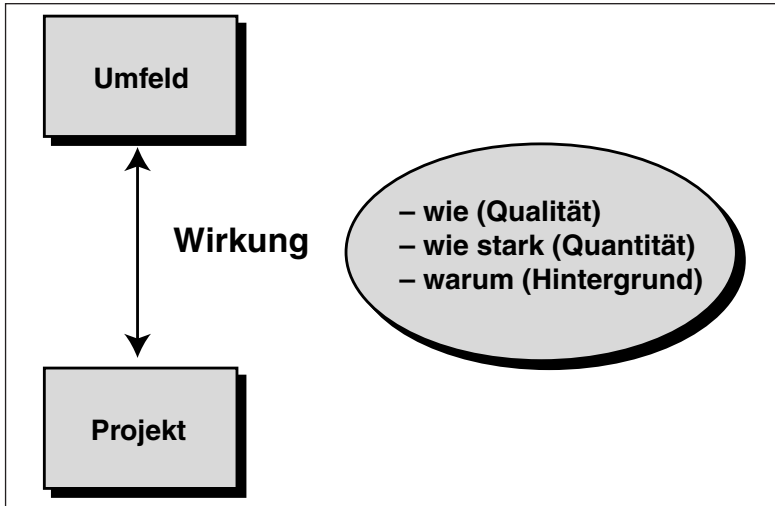 Umfeld
Wirkung
– wie (Qualität)
– wie stark (Quantität)
– warum (Hintergrund)
Projekt